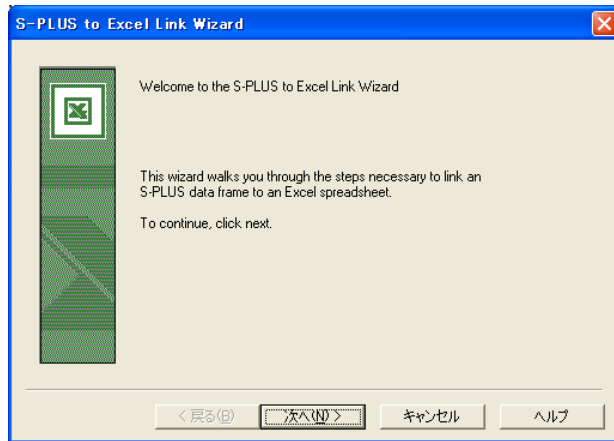 S-PLUS to Excel Link Wizard
Welcome to the S-PLUS to Excel Link Wizard
This wizard walks you through the steps necessary to link an
S-PLUS data frame to an Excel spreadsheet.
To continue, click next.
< 戻る(B) 次へ(N) > キャンセル ヘルプ